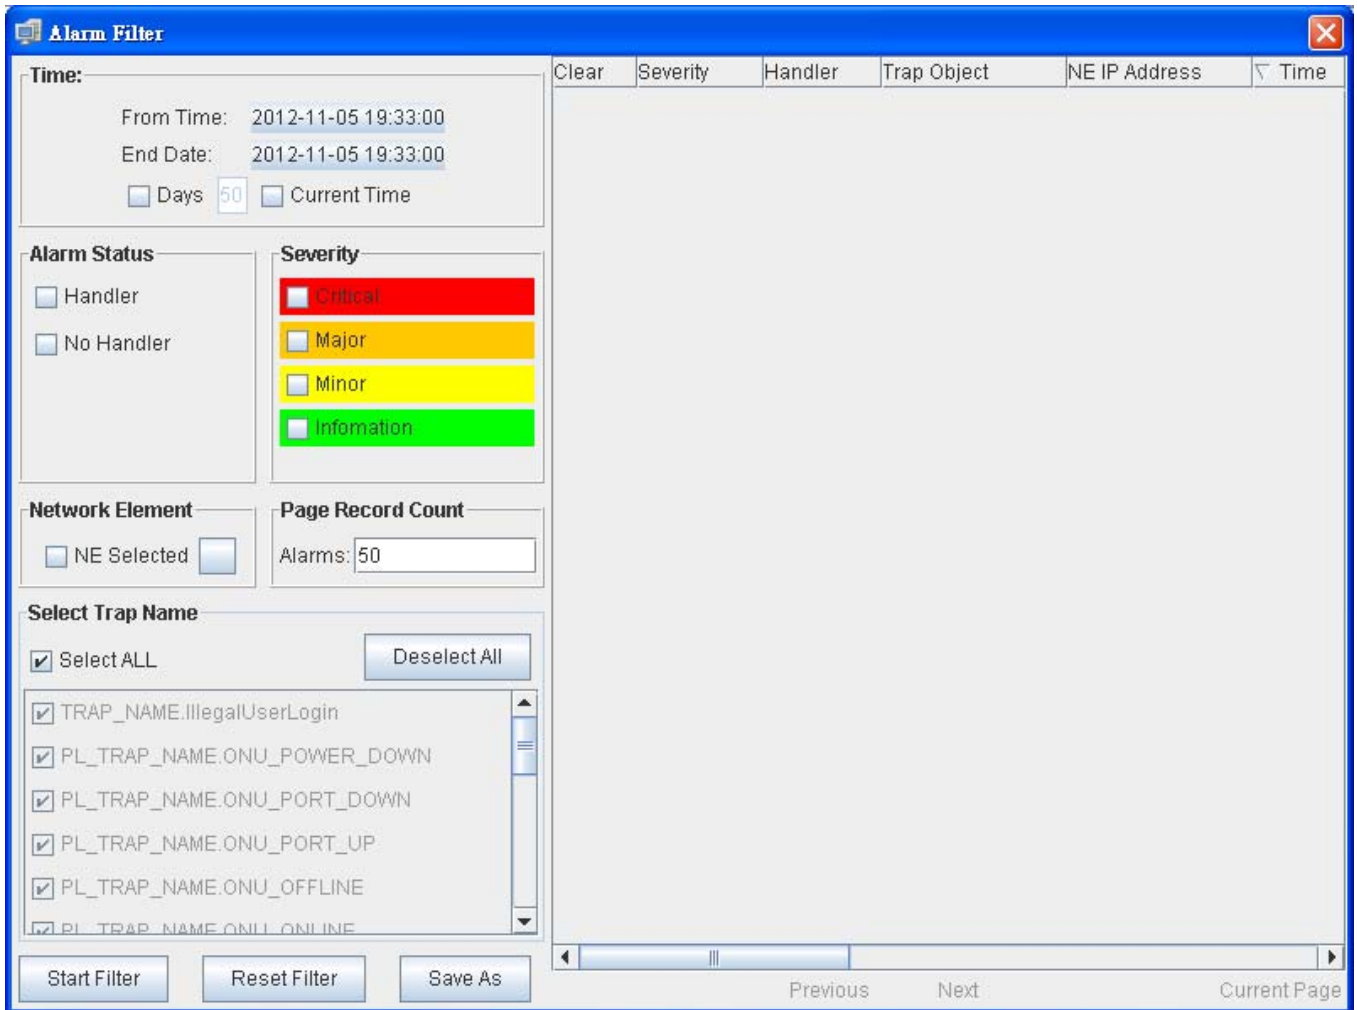 Alarm Filter
Time:
From Time: 2012-11-05 19:33:00
End Date: 2012-11-05 19:33:00
Days 50 Current Time
Alarm Status
Handler
No Handler
Severity
Critical
Major
Minor
Infomation
Network Element
NE Selected
Page Record Count
Alarms: 50
Select Trap Name
Select ALL Deselect All
TRAP_NAME.IllegalUserLogin
PL_TRAP_NAME.ONU_POWER_DOWN
PL_TRAP_NAME.ONU_PORT_DOWN
PL_TRAP_NAME.ONU_PORT_UP
PL_TRAP_NAME.ONU_OFFLINE
PL_TRAP_NAME.ONU_ONLINE
Start Filter Reset Filter Save As
Clear Severity Handler Trap Object NE IP Address Time
Previous Next Current Page